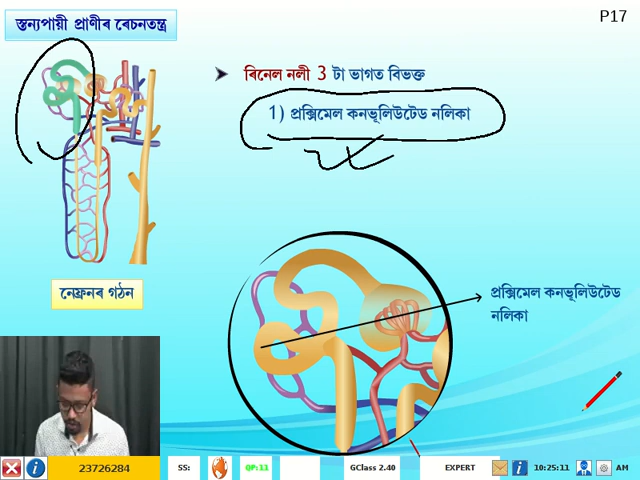 স্তন্যপায়ী প্ৰাণীৰ ৰেচনতন্ত্ৰ
P17
ৰিনেল নলী 3 টা ভাগত বিভক্ত
1) প্ৰক্সিমেল কনভূলিউটেড নলিকা
প্ৰক্সিমেল কনভূলিউটেড
নলিকা
নেফ্ৰনৰ গঠন
23726284 SS: QP:11 GClass 2.40 EXPERT 10:25:11 AM